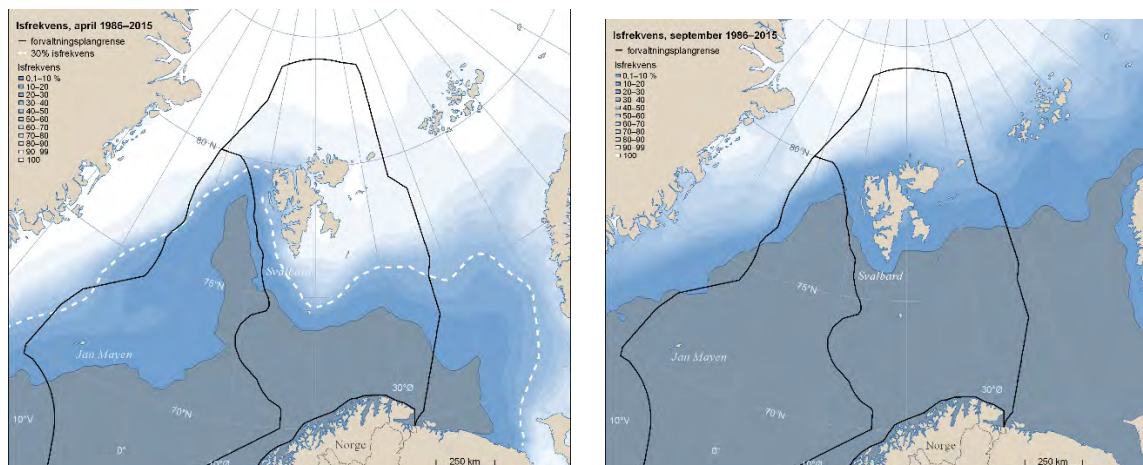 Isfrekvens, april 1986–2015
forvaltningsplangrense
30% isfrekvens
Isfrekvens
0.1–10 %
10–20
20–30
30–40
40–50
50–60
60–70
70–80
80–90
90–99
100
80°N
Svalbard
75°N
Jan Mayen
30°Ø
70°N
10°V
0°
10°Ø
Norge
250 km
Isfrekvens, september 1986–2015
forvaltningsplangrense
Isfrekvens
0.1–10 %
10–20
20–30
30–40
40–50
50–60
60–70
70–80
80–90
90–99
100
80°N
Svalbard
75°N
Jan Mayen
30°Ø
70°N
10°V
0°
10°Ø
Norge
250 km